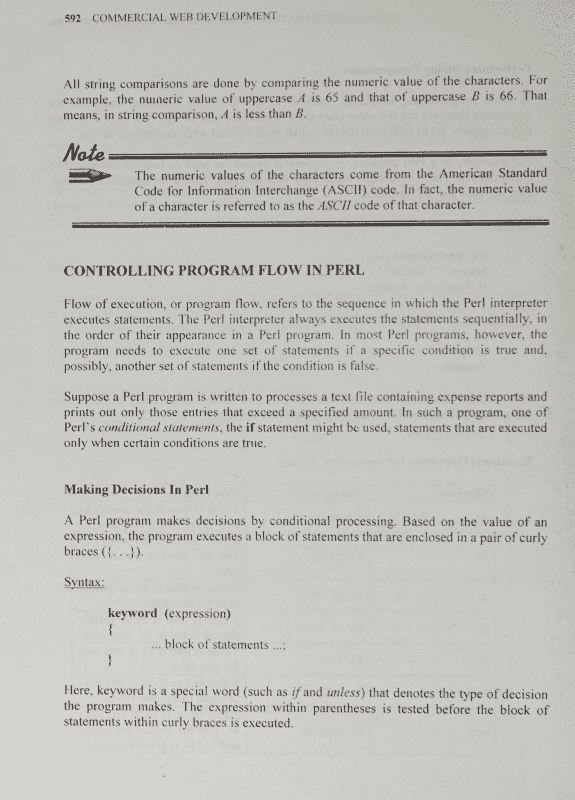 592 COMMERCIAL WEB DEVELOPMENT
All string comparisons are done by comparing the numeric value of the characters. For
example, the numeric value of uppercase A is 65 and that of uppercase B is 66. That
means, in string comparison, A is less than B.
Note
The numeric values of the characters come from the American Standard
Code for Information Interchange (ASCII) code. In fact, the numeric value
of a character is referred to as the ASCII code of that character.
CONTROLLING PROGRAM FLOW IN PERL
Flow of execution, or program flow, refers to the sequence in which the Perl interpreter
executes statements. The Perl interpreter always executes the statements sequentially, in
the order of their appearance in a Perl program. In most Perl programs, however, the
program needs to execute one set of statements if a specific condition is true and,
possibly, another set of statements if the condition is false.
Suppose a Perl program is written to processes a text file containing expense reports and
prints out only those entries that exceed a specified amount. In such a program, one of
Perl's conditional statements, the if statement might be used, statements that are executed
only when certain conditions are true.
Making Decisions In Perl
A Perl program makes decisions by conditional processing. Based on the value of an
expression, the program executes a block of statements that are enclosed in a pair of curly
braces ({...}).
Syntax:
keyword (expression)
{
... block of statements ...;
}
Here, keyword is a special word (such as if and unless) that denotes the type of decision
the program makes. The expression within parentheses is tested before the block of
statements within curly braces is executed.